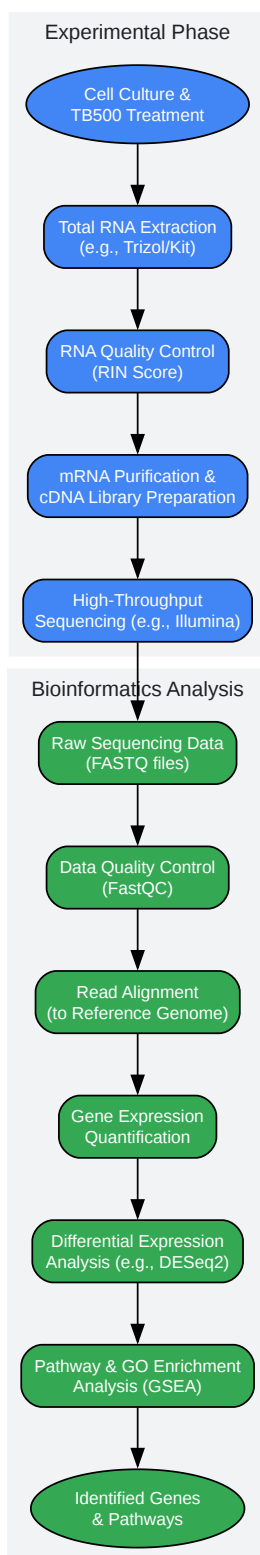 Experimental Phase
Cell Culture &
TB500 Treatment
Total RNA Extraction
(e.g., Trizol/Kit)
RNA Quality Control
(RIN Score)
mRNA Purification &
cDNA Library Preparation
High-Throughput
Sequencing (e.g., Illumina)
Bioinformatics Analysis
Raw Sequencing Data
(FASTQ files)
Data Quality Control
(FastQC)
Read Alignment
(to Reference Genome)
Gene Expression
Quantification
Differential Expression
Analysis (e.g., DESeq2)
Pathway & GO Enrichment
Analysis (GSEA)
Identified Genes
& Pathways